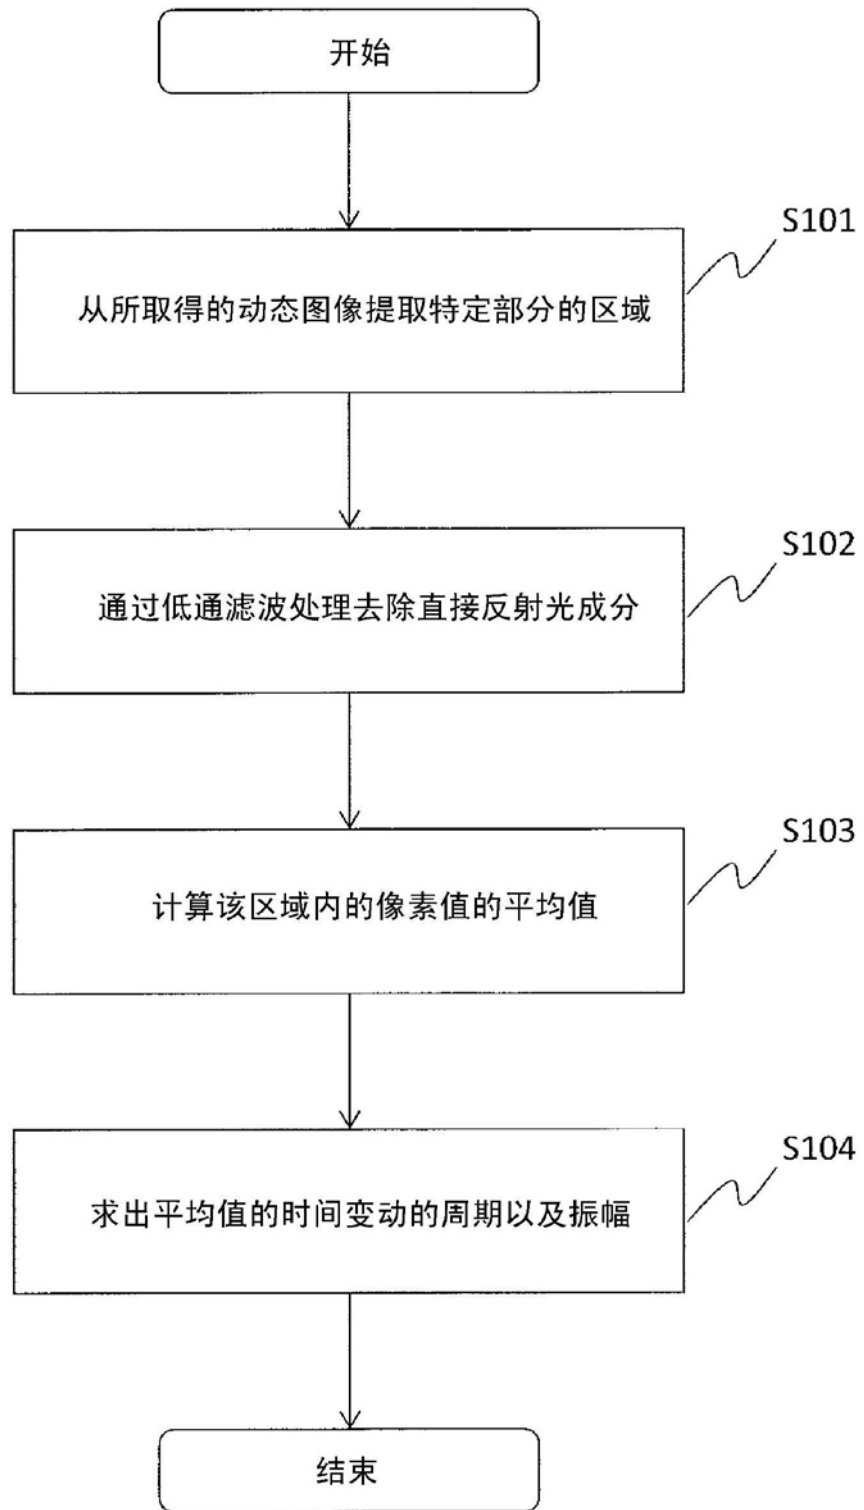 开始
S101
从所取得的动态图像提取特定部分的区域
S102
通过低通滤波处理去除直接反射光成分
S103
计算该区域内的像素值的平均值
S104
求出平均值的时间变动的周期以及振幅
结束